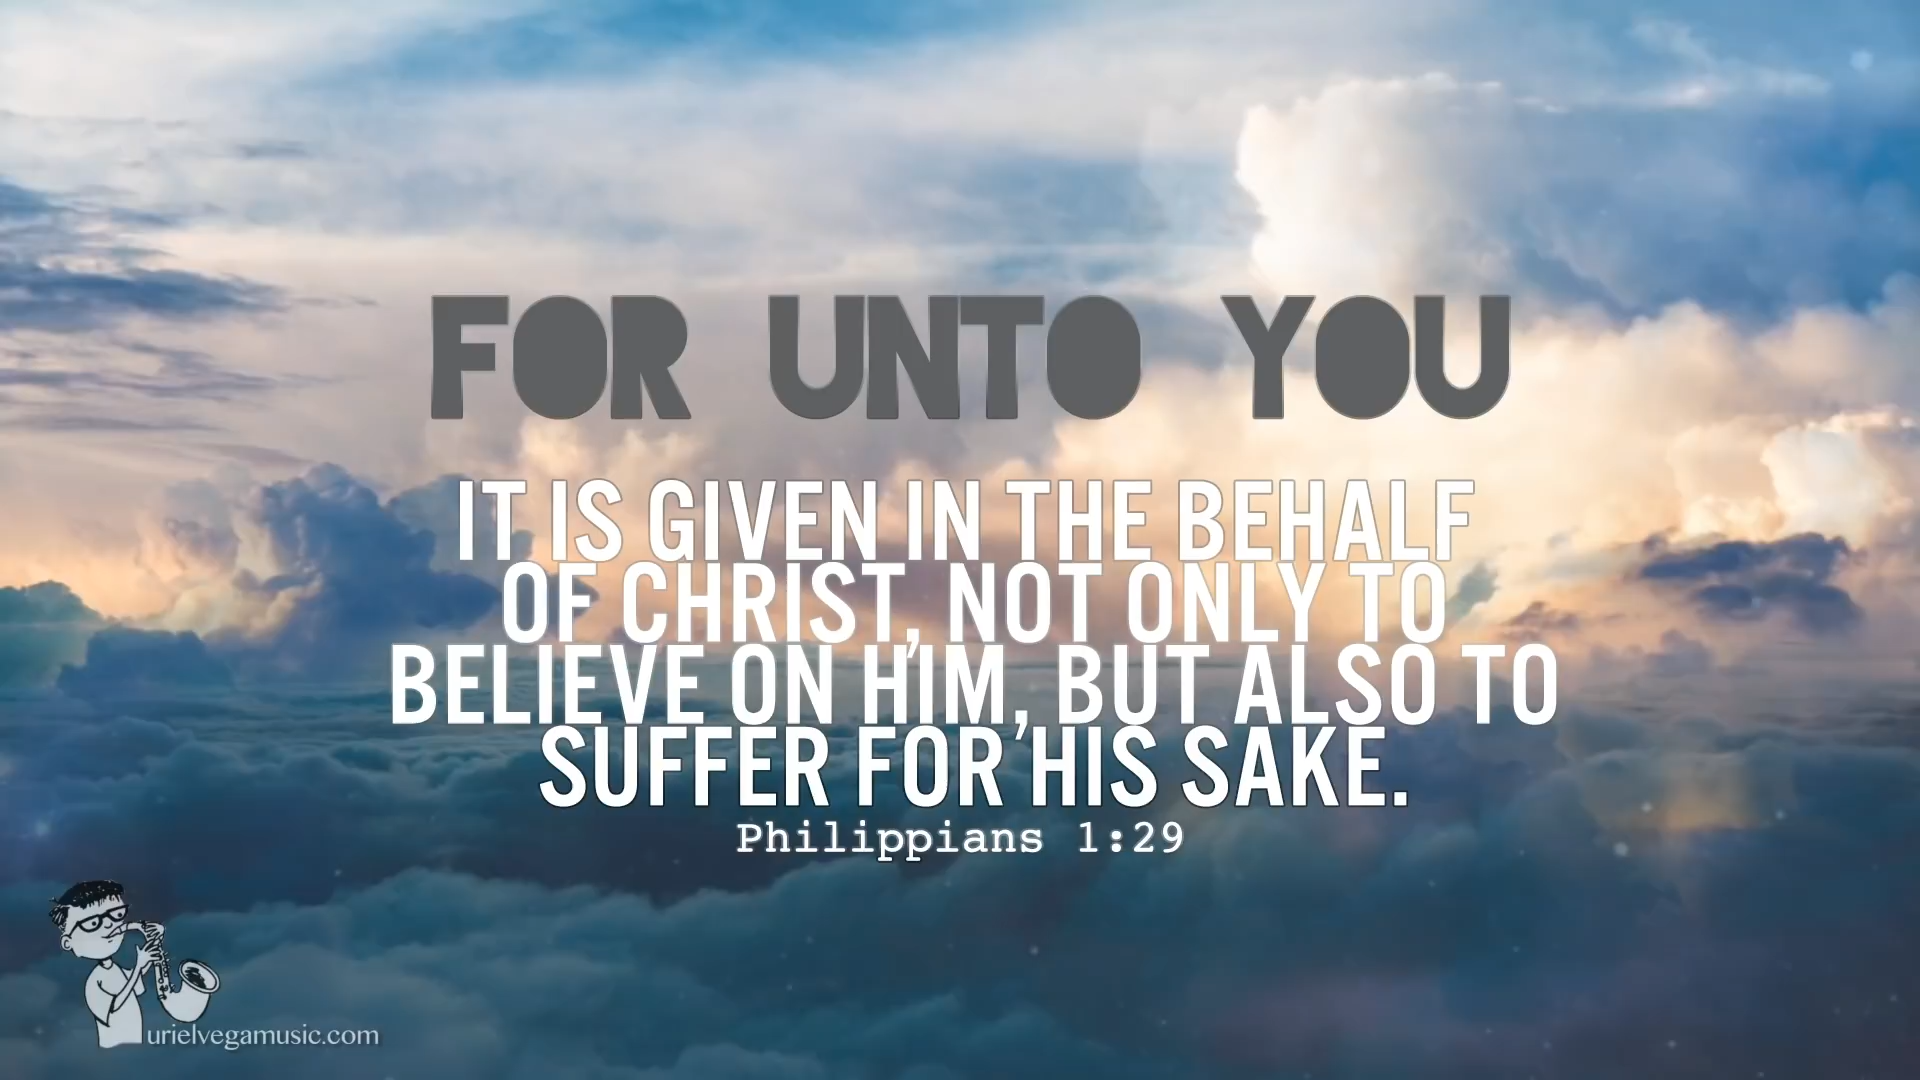 FOR UNTO YOU
IT IS GIVEN IN THE BEHALF
OF CHRIST, NOT ONLY TO
BELIEVE ON HIM, BUT ALSO TO
SUFFER FOR HIS SAKE.
Philippians 1:29
urielvegamusic.com